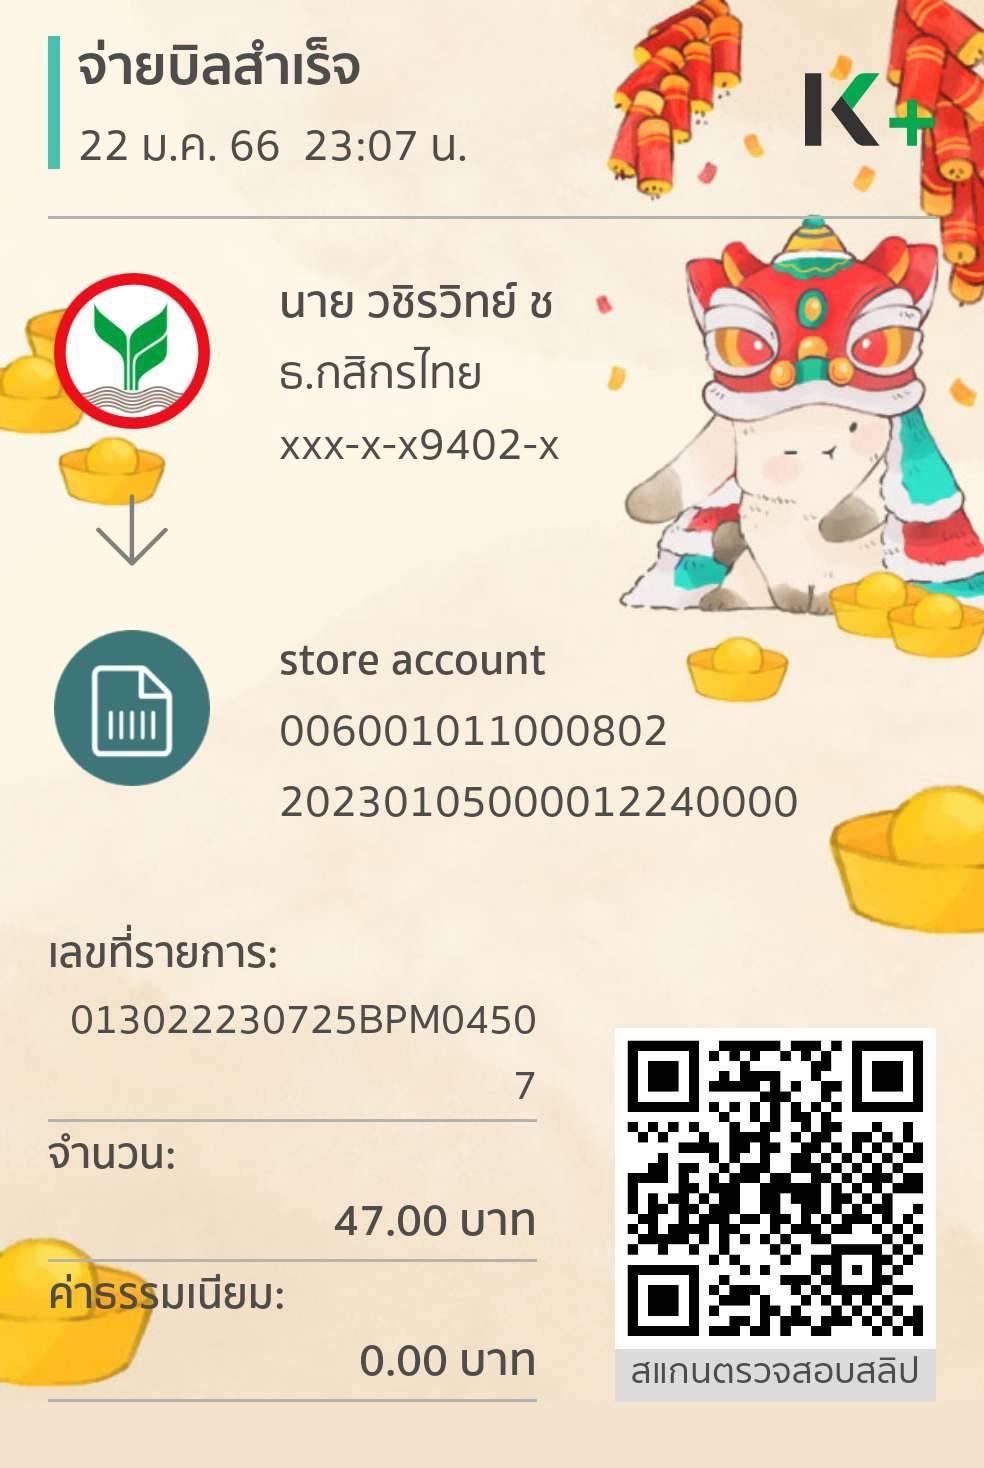 จ่ายบิลสำเร็จ
22 ม.ค. 66 23:07 น.
K+
นาย วชิรวิทย์ ช
ธ.กสิกรไทย
xxx-x-x9402-x
store account
006001011000802
20230105000012240000
เลขที่รายการ:
013022230725BPM0450
7
จำนวน:
47.00 บาท
ค่าธรรมเนียม:
0.00 บาท
สแกนตรวจสอบสลิป